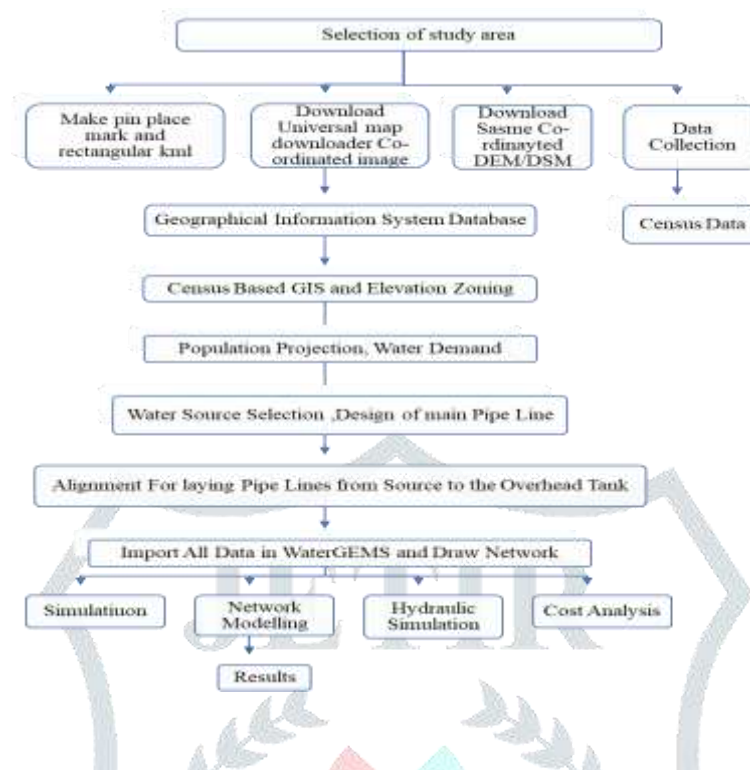 Selection of study area
Make pin place
mark and
rectangular kml
Download
Universal map
downloader Co-
ordinated image
Download
Sasme Co-
rdinayted
DEM/DSM
Data
Collection
Geographical Information System Database
Census Data
Census Based GIS and Elevation Zoning
Population Projection, Water Demand
Water Source Selection ,Design of main Pipe Line
Alignment For laying Pipe Lines from Source to the Overhead Tank
Import All Data in WaterGEMS and Draw Network
Simulatiuon
Network
Modelling
Hydraulic
Simulation
Cost Analysis
Results
JETIR